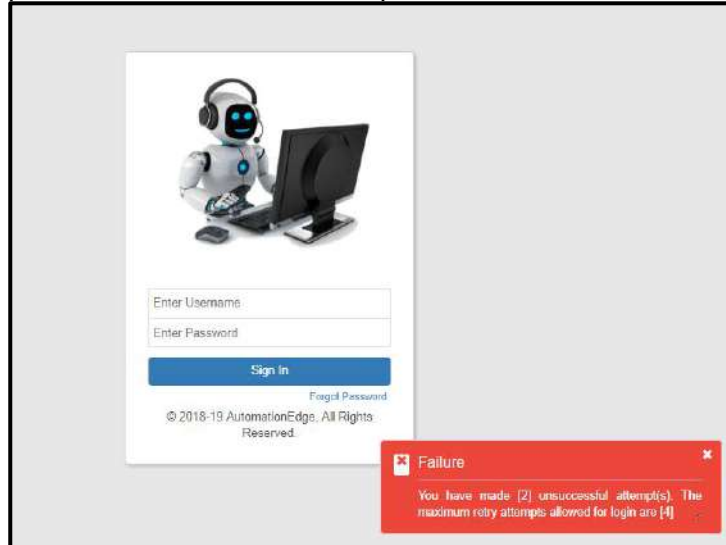 Enter Username
Enter Password
Sign In
Forgot Password
© 2018-19 AutomationEdge, All Rights
Reserved.
Failure
You have made [2] unsuccessful attempt(s). The
maximum retry attempts allowed for login are [4]